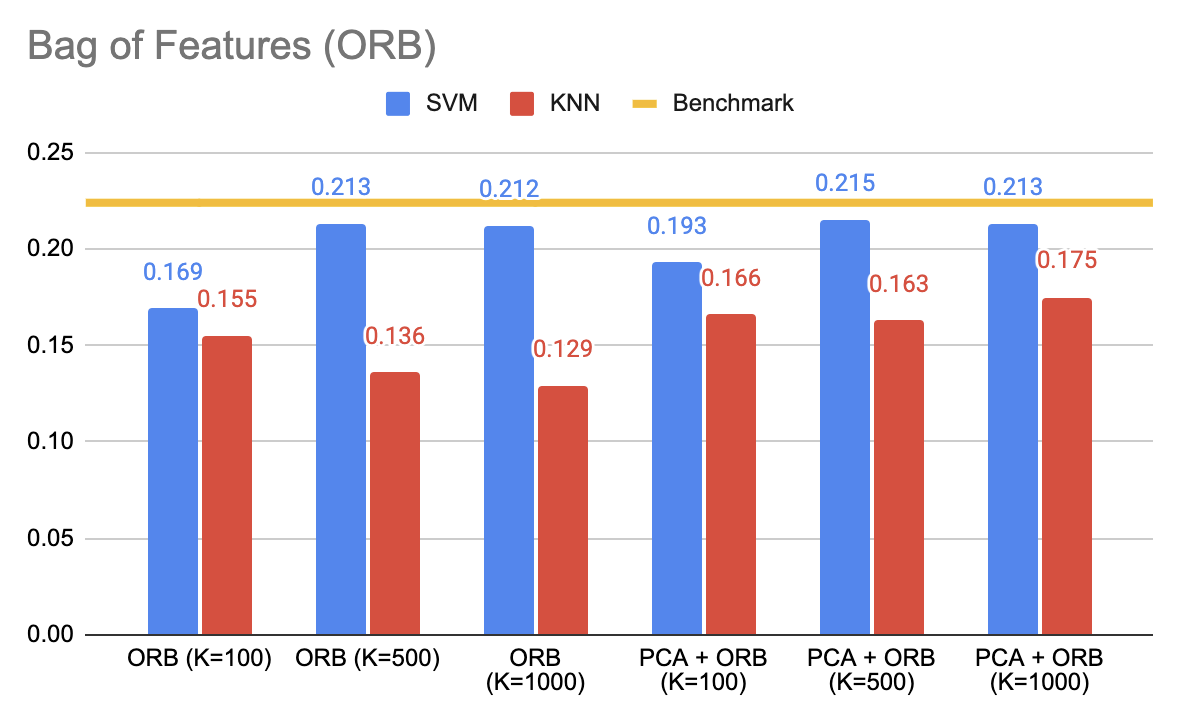 Bag of Features (ORB)
SVM KNN Benchmark
0.25
0.20
0.15
0.10
0.05
0.00
0.169
0.155
0.213
0.136
0.212
0.129
0.193
0.166
0.215
0.163
0.213
0.175
ORB (K=100)
ORB (K=500)
ORB
(K=1000)
PCA + ORB
(K=100)
PCA + ORB
(K=500)
PCA + ORB
(K=1000)